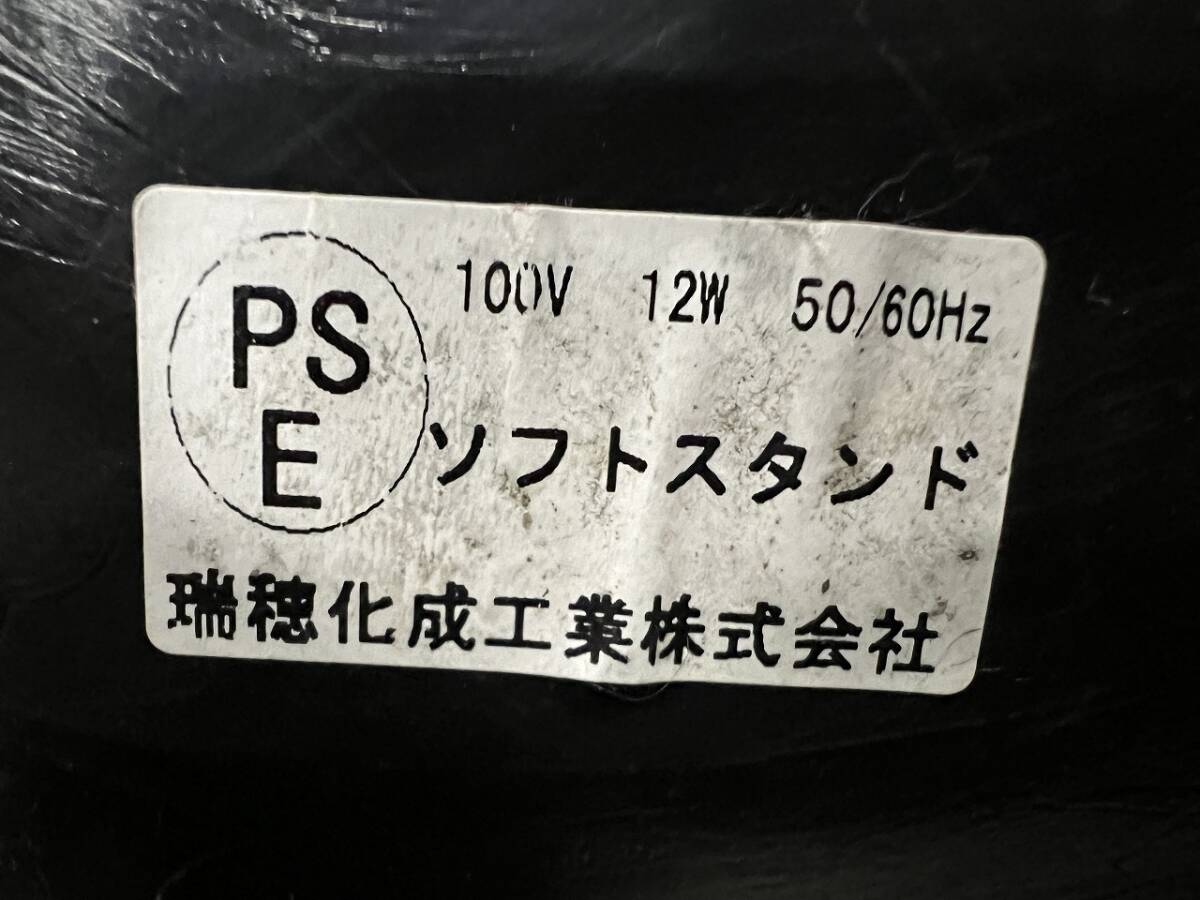 PS
E
100V 12W 50/60Hz
ソフトスタンド
瑞穂化成工業株式会社